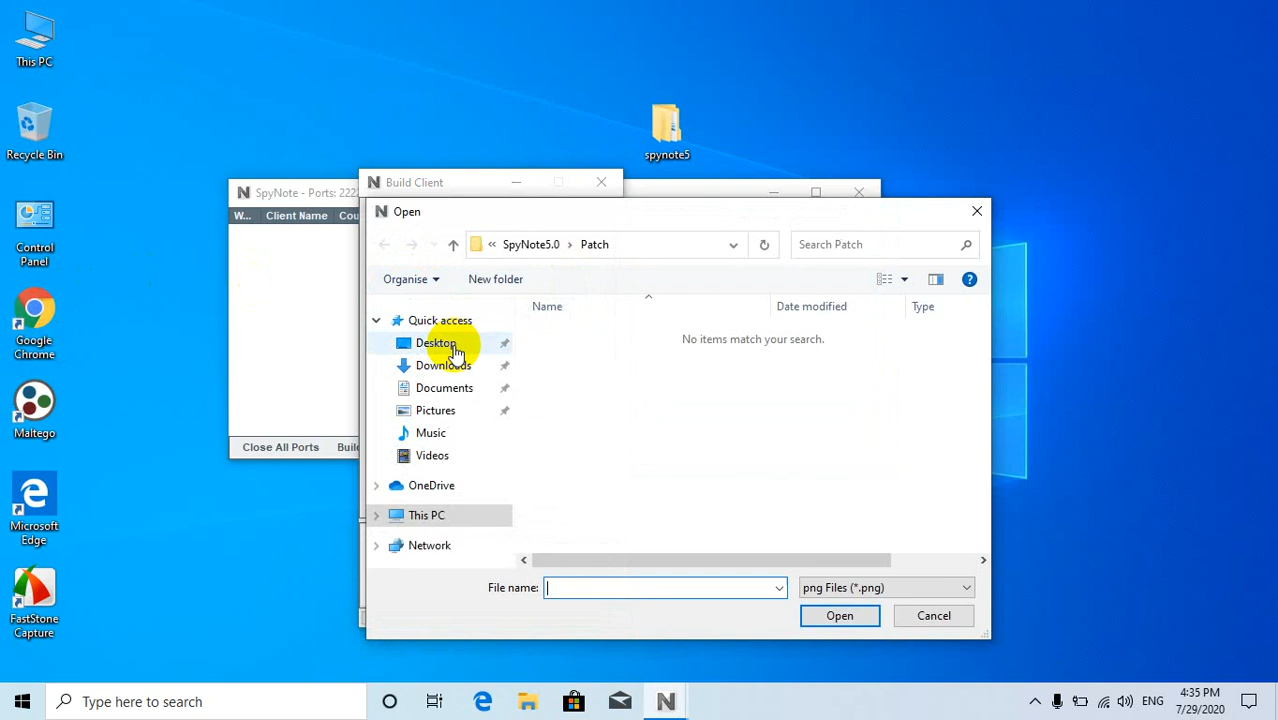 This PC
Recycle Bin
Control
Panel
Google
Chrome
Maltego
Microsoft
Edge
FastStone
Capture
spynote5
SpyNote - Ports: 222
W...
Client Name
Cou
Close All Ports
Buil
Build Client
Open
« SpyNote5.0 › Patch
Search Patch
Organise
New folder
Name
Date modified
Type
No items match your search.
Quick access
Desktop
Downloads
Documents
Pictures
Music
Videos
OneDrive
This PC
Network
File name:
png Files (*.png)
Open
Cancel
Type here to search
ENG
4:35 PM
7/29/2020